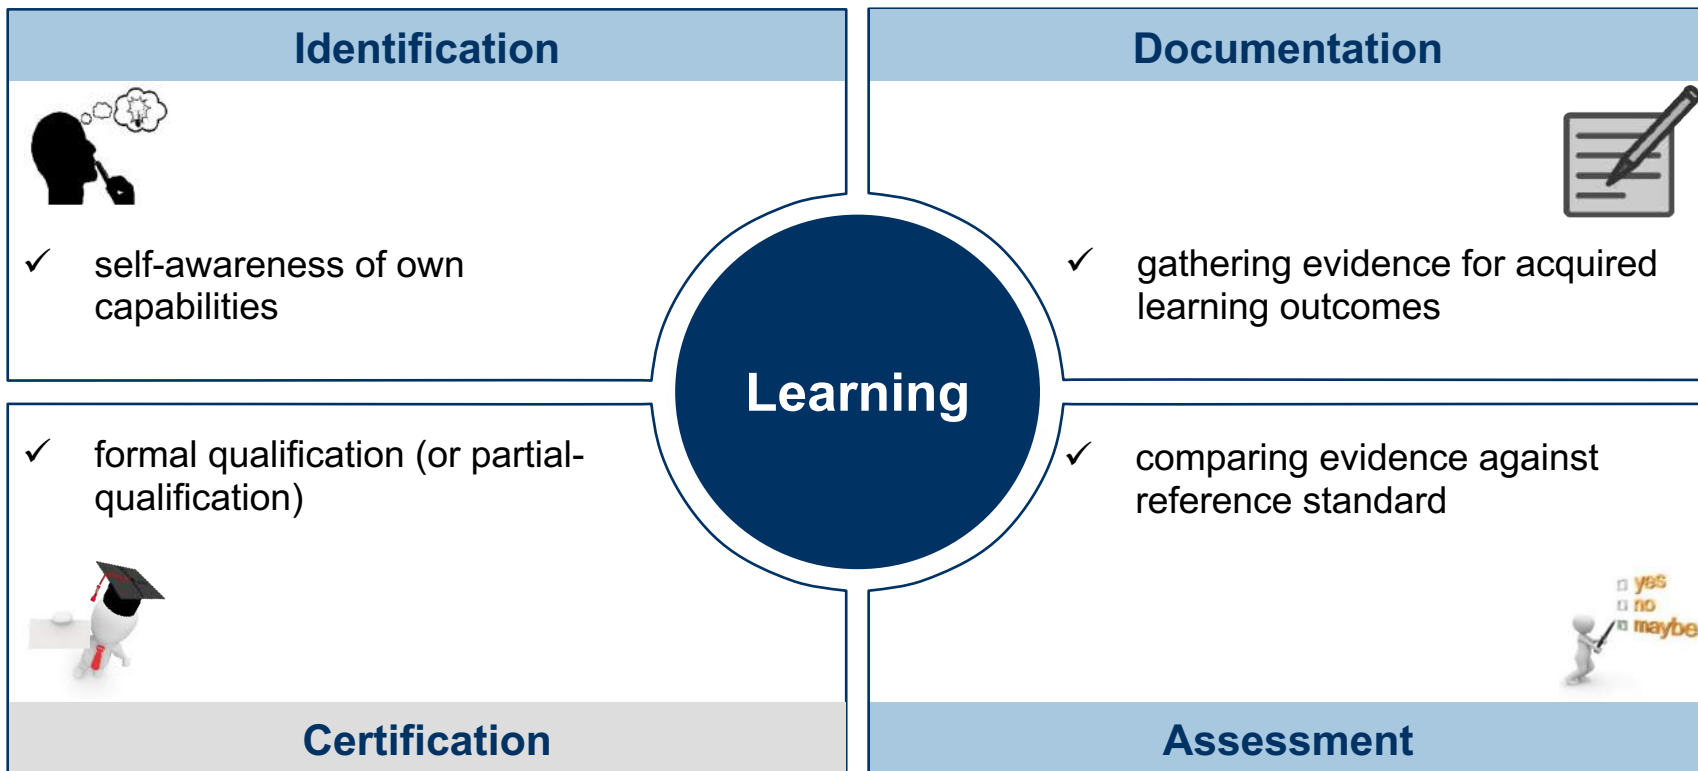 Identification
✓ self-awareness of own
capabilities
Documentation
✓ gathering evidence for acquired
learning outcomes
Learning
✓ formal qualification (or partial-
qualification)
Certification
✓ comparing evidence against
reference standard
yes
no
maybe
Assessment